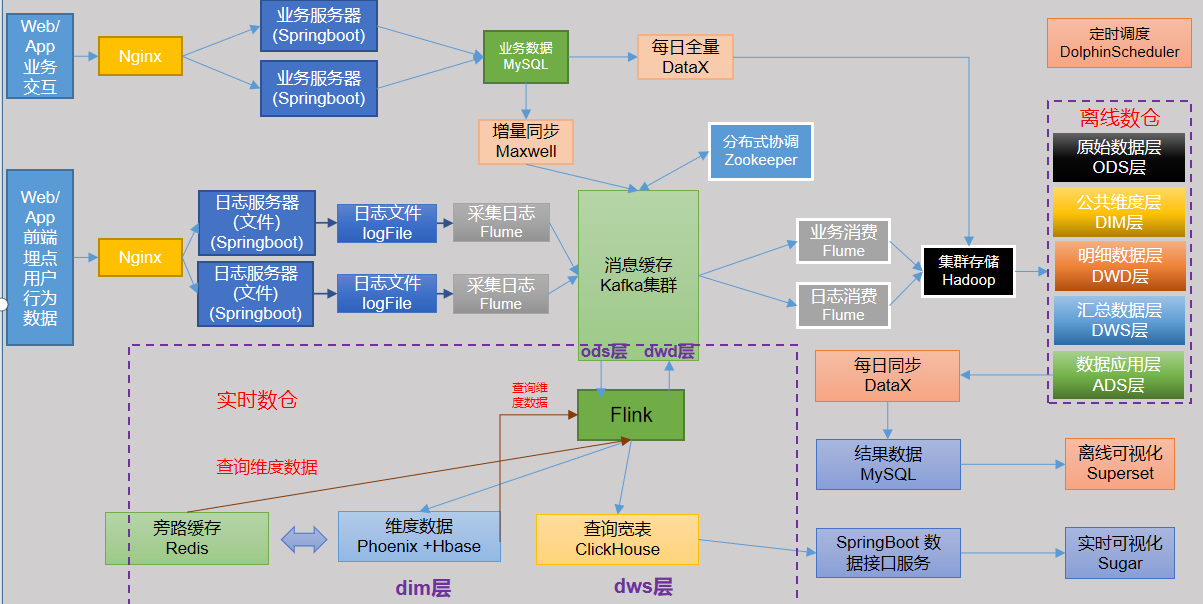 Web/
App
业务
交互
Nginx
业务服务器
(Springboot)
业务服务器
(Springboot)
业务数据
MySQL
每日全量
DataX
定时调度
DolphinScheduler
增量同步
Maxwell
分布式协调
Zookeeper
Web/
App
前端
埋点
用户
行为
数据
Nginx
日志服务器
(文件)
(Springboot)
日志服务器
(文件)
(Springboot)
日志文件
logFile
日志文件
logFile
采集日志
Flume
采集日志
Flume
消息缓存
Kafka集群
ods层 dwd层
业务消费
Flume
日志消费
Flume
集群存储
Hadoop
离线数仓
原始数据层
ODS层
公共维度层
DIM层
明细数据层
DWD层
汇总数据层
DWS层
数据应用层
ADS层
实时数仓
查询维
度数据
Flink
查询维度数据
旁路缓存
Redis
维度数据
Phoenix +Hbase
dim层
查询宽表
ClickHouse
dws层
每日同步
DataX
结果数据
MySQL
离线可视化
Superset
SpringBoot 数
据接口服务
实时可视化
Sugar